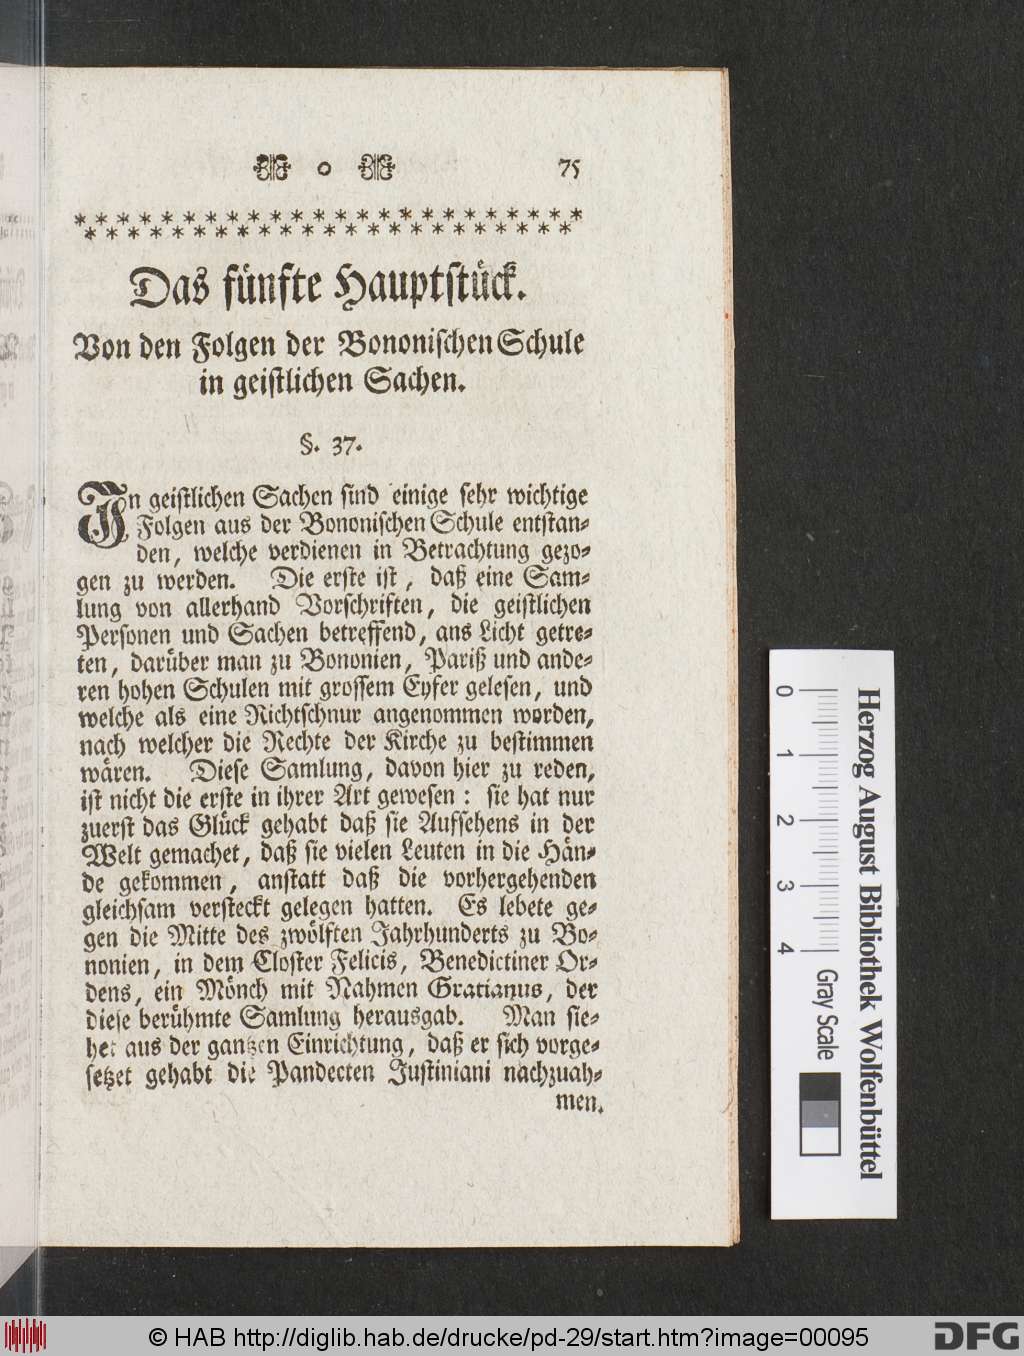 75
Das fünfte Hauptstück.
Von den Folgen der Bononischen Schule
in geistlichen Sachen.
§. 37.
In geistlichen Sachen sind einige sehr wichtige
Folgen aus der Bononischen Schule entstan-
den, welche verdienen in Betrachtung gezo-
gen zu werden. Die erste ist, daß eine Sam-
lung von allerhand Vorschriften, die geistlichen
Personen und Sachen betreffend, ans Licht getre-
ten, darüber man zu Bononien, Pariß und ande-
ren hohen Schulen mit grossem Eyfer gelesen, und
welche als eine Richtschnur angenommen worden,
nach welcher die Rechte der Kirche zu bestimmen
wären. Diese Samlung, davon hier zu reden,
ist nicht die erste in ihrer Art gewesen: sie hat nur
zuerst das Glück gehabt daß sie Aufsehens in der
Welt gemachet, daß sie vielen Leuten in die Hän-
de gekommen, anstatt daß die vorhergehenden
gleichsam versteckt gelegen hatten. Es lebete ge-
gen die Mitte des zwölften Jahrhunderts zu Bo-
nonien, in dem Closter Felicis, Benedictiner Or-
dens, ein Mönch mit Nahmen Gratianus, der
diese berühmte Samlung herausgab. Man sie-
het aus der gantzen Einrichtung, daß er sich vorge-
setzet gehabt die Pandecten Justiniani nachzuah-
men.
0 1 2 3 4 Gray Scale
Herzog August Bibliothek Wolfenbüttel
© HAB http://diglib.hab.de/drucke/pd-29/start.htm?image=00095
DFG